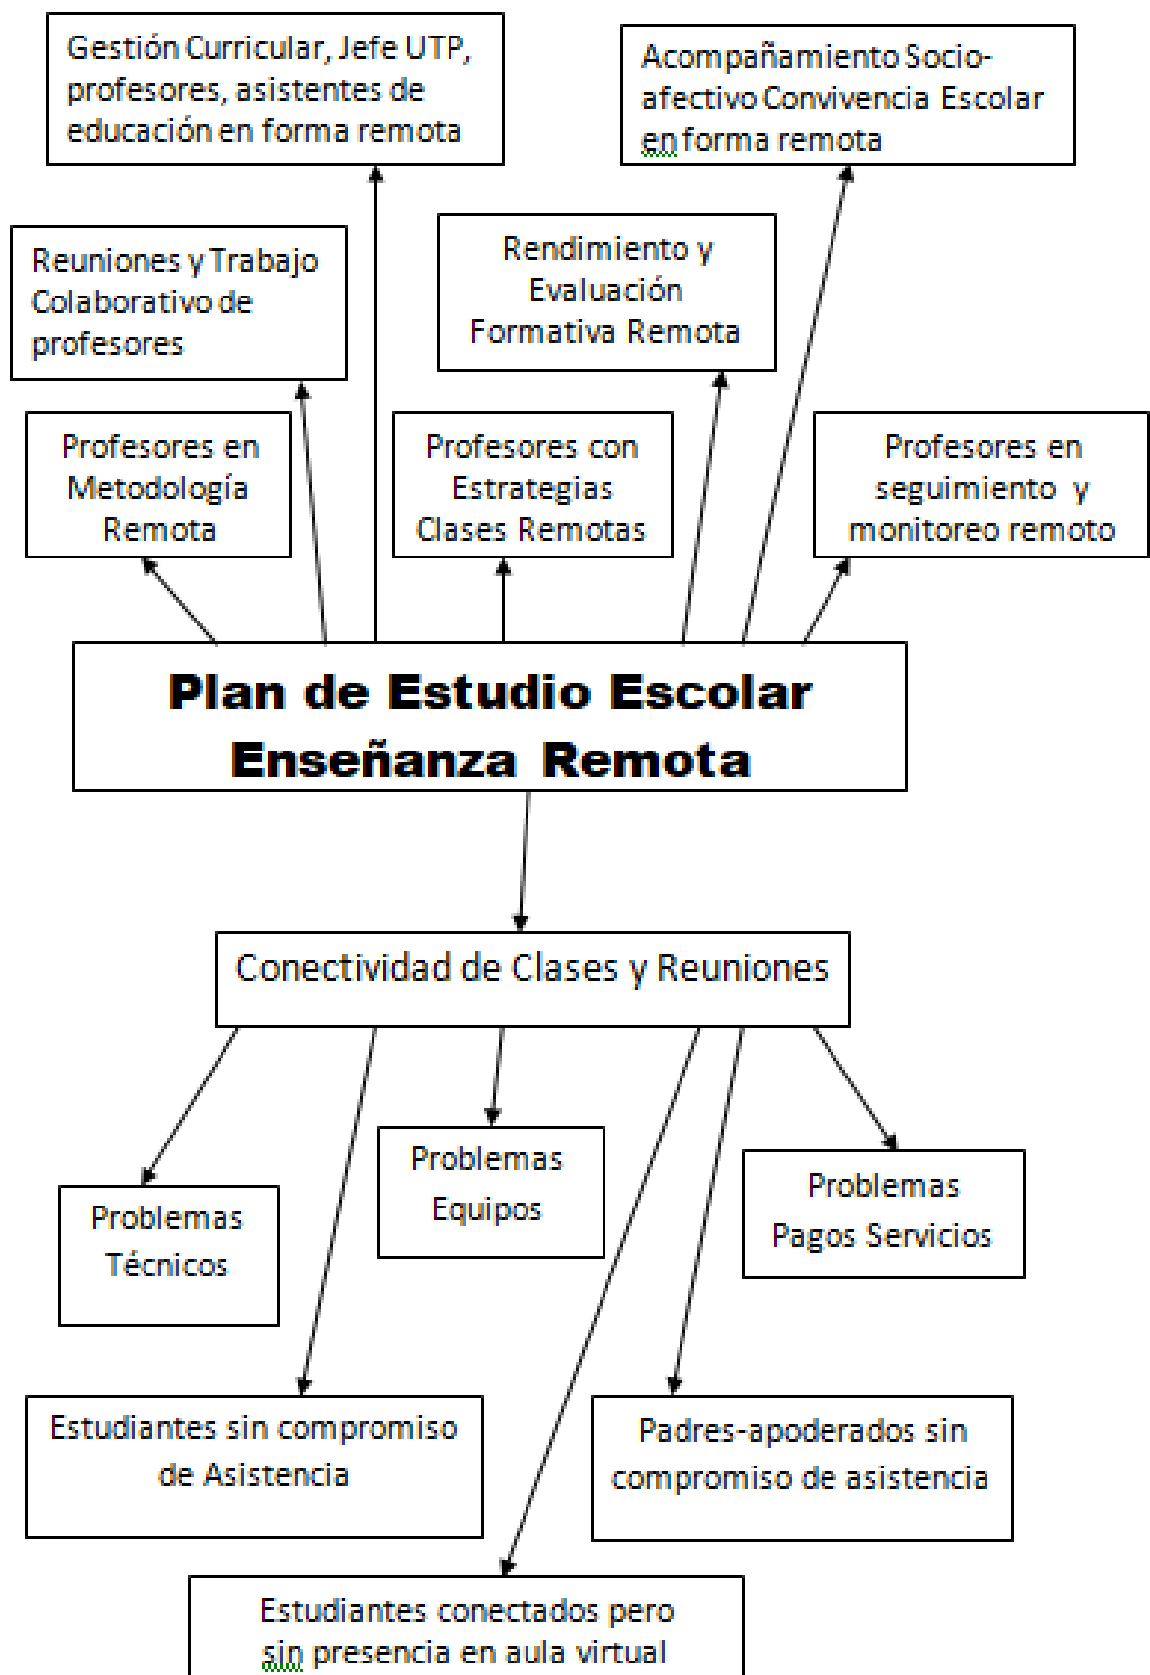 Gestión Curricular, Jefe UTP,
profesores, asistentes de
educación en forma remota
Acompañamiento Socio-
afectivo Convivencia Escolar
en forma remota
Reuniones y Trabajo
Colaborativo de
profesores
Rendimiento y
Evaluación
Formativa Remota
Profesores en
Metodología
Remota
Profesores con
Estrategias
Clases Remotas
Profesores en
seguimiento y
monitoreo remoto
Plan de Estudio Escolar
Enseñanza Remota
Conectividad de Clases y Reuniones
Problemas
Técnicos
Problemas
Equipos
Problemas
Pagos Servicios
Estudiantes sin compromiso
de Asistencia
Padres-apoderados sin
compromiso de asistencia
Estudiantes conectados pero
sin presencia en aula virtual